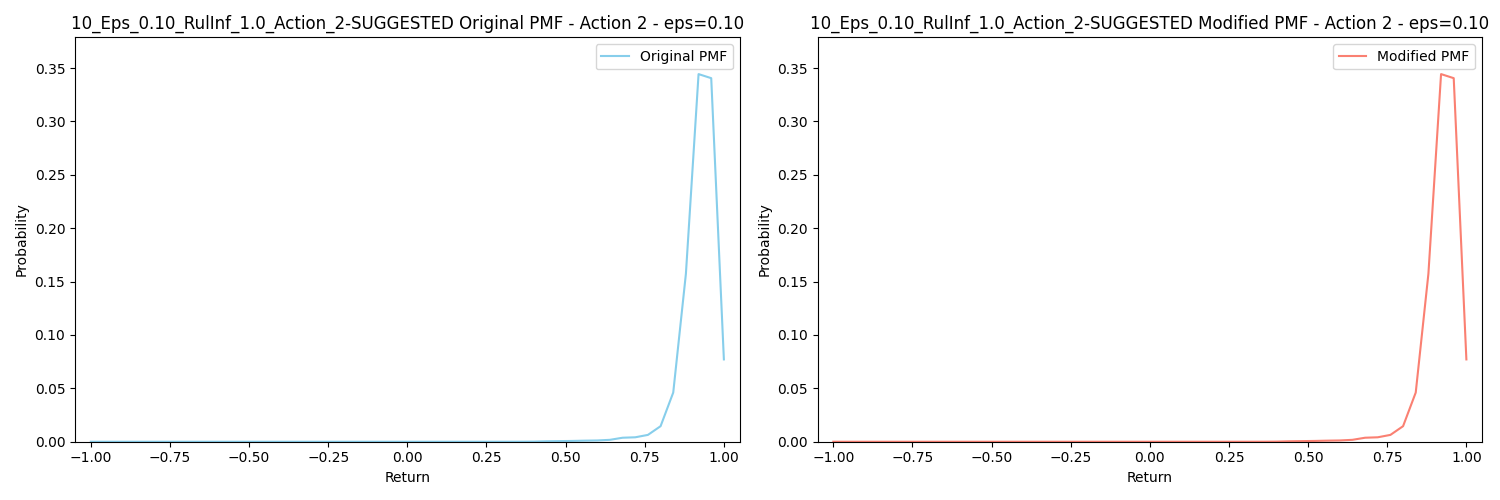 10_Eps_0.10_RulInf_1.0_Action_2-SUGGESTED Original PMF - Action 2 - eps=0.10
Original PMF
0.35
0.30
0.25
0.20
0.15
0.10
0.05
0.00
Probability
−1.00 −0.75 −0.50 −0.25 0.00 0.25 0.50 0.75 1.00
Return
10_Eps_0.10_RulInf_1.0_Action_2-SUGGESTED Modified PMF - Action 2 - eps=0.10
Modified PMF
0.35
0.30
0.25
0.20
0.15
0.10
0.05
0.00
Probability
−1.00 −0.75 −0.50 −0.25 0.00 0.25 0.50 0.75 1.00
Return